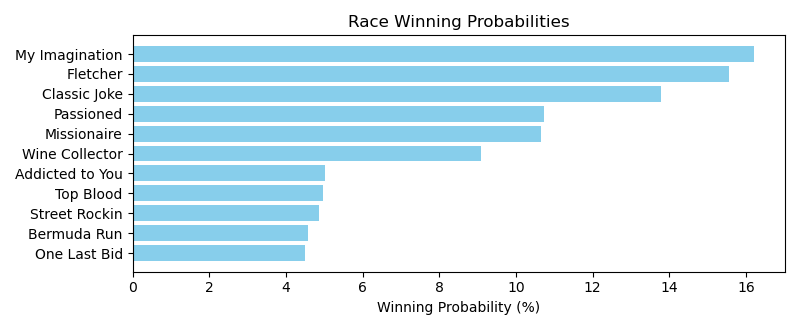 Race Winning Probabilities
My Imagination
Fletcher
Classic Joke
Passioned
Missionaire
Wine Collector
Addicted to You
Top Blood
Street Rockin
Bermuda Run
One Last Bid
0 2 4 6 8 10 12 14 16
Winning Probability (%)